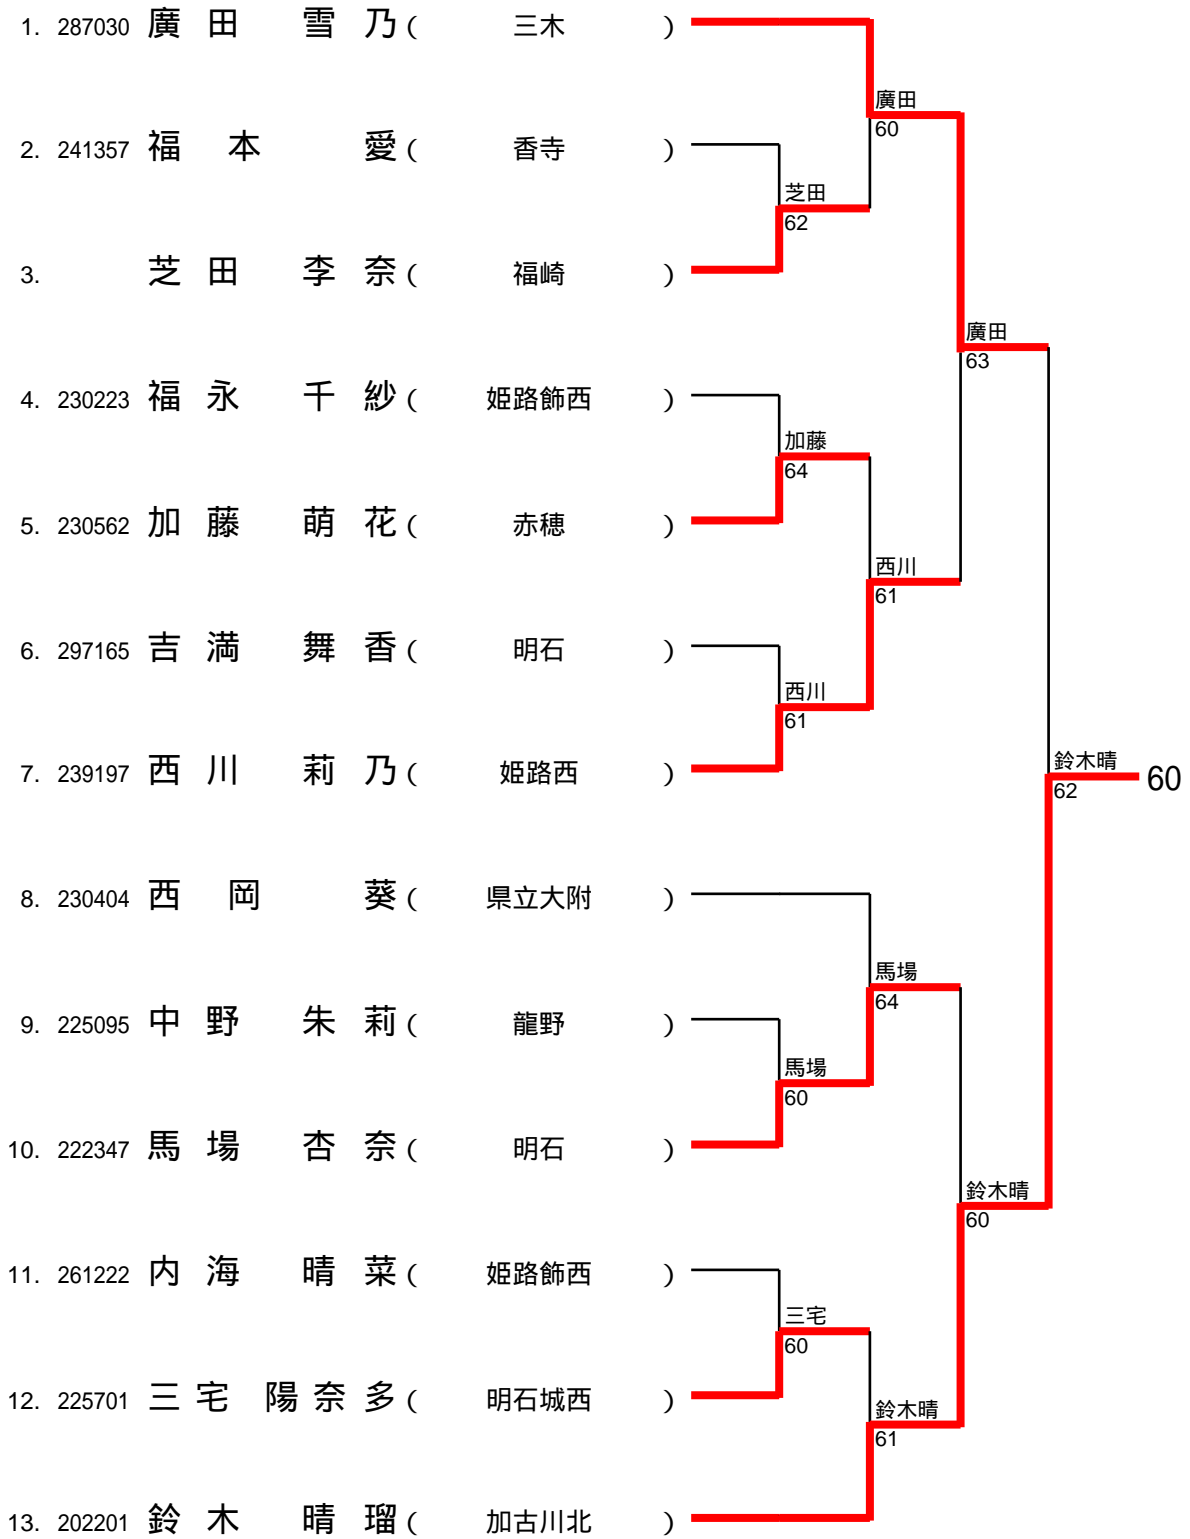 1. 287030 廣田 雪乃 ( 三木 )
廣田
60
2. 241357 福本 愛 ( 香寺 )
芝田
62
3. 芝田 李奈 ( 福崎 )
廣田
63
4. 230223 福永 千紗 ( 姫路飾西 )
加藤
64
5. 230562 加藤 萌花 ( 赤穂 )
西川
61
6. 297165 吉満 舞香 ( 明石 )
西川
61
7. 239197 西川 莉乃 ( 姫路西 )
鈴木晴
62
60
8. 230404 西岡 葵 ( 県立大附 )
馬場
64
9. 225095 中野 朱莉 ( 龍野 )
馬場
60
10. 222347 馬場 杏奈 ( 明石 )
鈴木晴
60
11. 261222 内海 晴菜 ( 姫路飾西 )
三宅
60
12. 225701 三宅 陽奈多 ( 明石城西 )
鈴木晴
61
13. 202201 鈴木 晴瑠 ( 加古川北 )